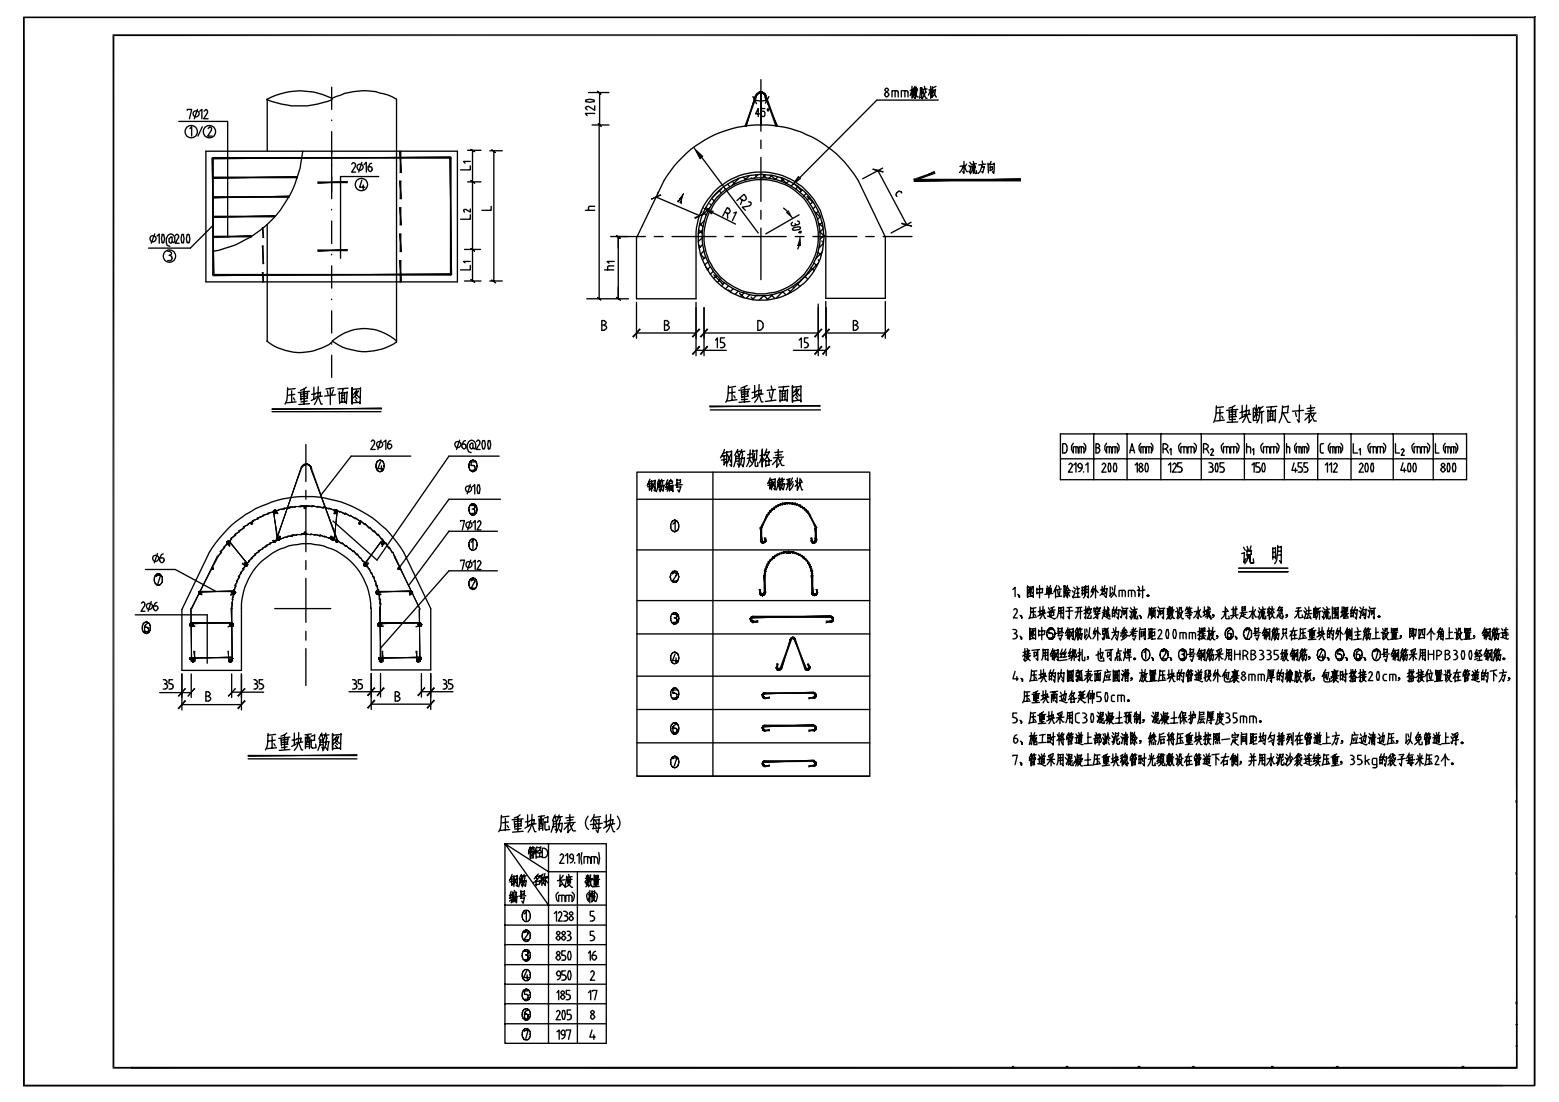 7φ12
①/②
2φ16
④
φ10@200
③
L1
L2
L1
L
压重块平面图
120
45°
8mm橡胶板
水流方向
A
R2
R1
30°
C
h
h1
B
B
D
B
15
15
压重块立面图
2φ16
④
φ6@200
⑤
φ10
③
7φ12
①
7φ12
②
φ6
⑦
2φ6
⑥
35
B
35
35
B
35
压重块配筋图
钢筋规格表
钢筋编号 钢筋形状
①
②
③
④
⑤
⑥
⑦
压重块断面尺寸表
D(mm) B(mm) A(mm) R1(mm) R2(mm) h1(mm) h(mm) C(mm) L1(mm) L2(mm) L(mm)
219.1 200 180 125 305 150 455 112 200 400 800
说 明
1、图中单位除注明外均以mm计。
2、压块适用于开挖穿越的河流、顺河敷设等水域，尤其是水流较急，无法断流围堰的沟河。
3、图中⑤号钢筋以外弧为参考间距200mm摆放，⑥、⑦号钢筋只在压重块的外侧主筋上设置，即四个角上设置，钢筋连
接可用钢丝绑扎，也可点焊。①、②、③号钢筋采用HRB335级钢筋，④、⑤、⑥、⑦号钢筋采用HPB300经钢筋。
4、压块的内圆弧表面应圆滑，放置压块的管道段外包裹8mm厚的橡胶板，包裹时搭接20cm，搭接位置设在管道的下方，
压重块两边各延伸50cm。
5、压重块采用C30混凝土预制，混凝土保护层厚度35mm。
6、施工时将管道上部淤泥清除，然后将压重块按照一定间距均匀排列在管道上方，应边清边压，以免管道上浮。
7、管道采用混凝土压重块稳管时光缆敷设在管道下右侧，并用水泥沙袋连续压重，35kg的袋子每米压2个。
压重块配筋表（每块）
管径D 219.1(mm)
钢筋 名称 长度 数量
编号 (mm) (根)
① 1238 5
② 883 5
③ 850 16
④ 950 2
⑤ 185 17
⑥ 205 8
⑦ 197 4